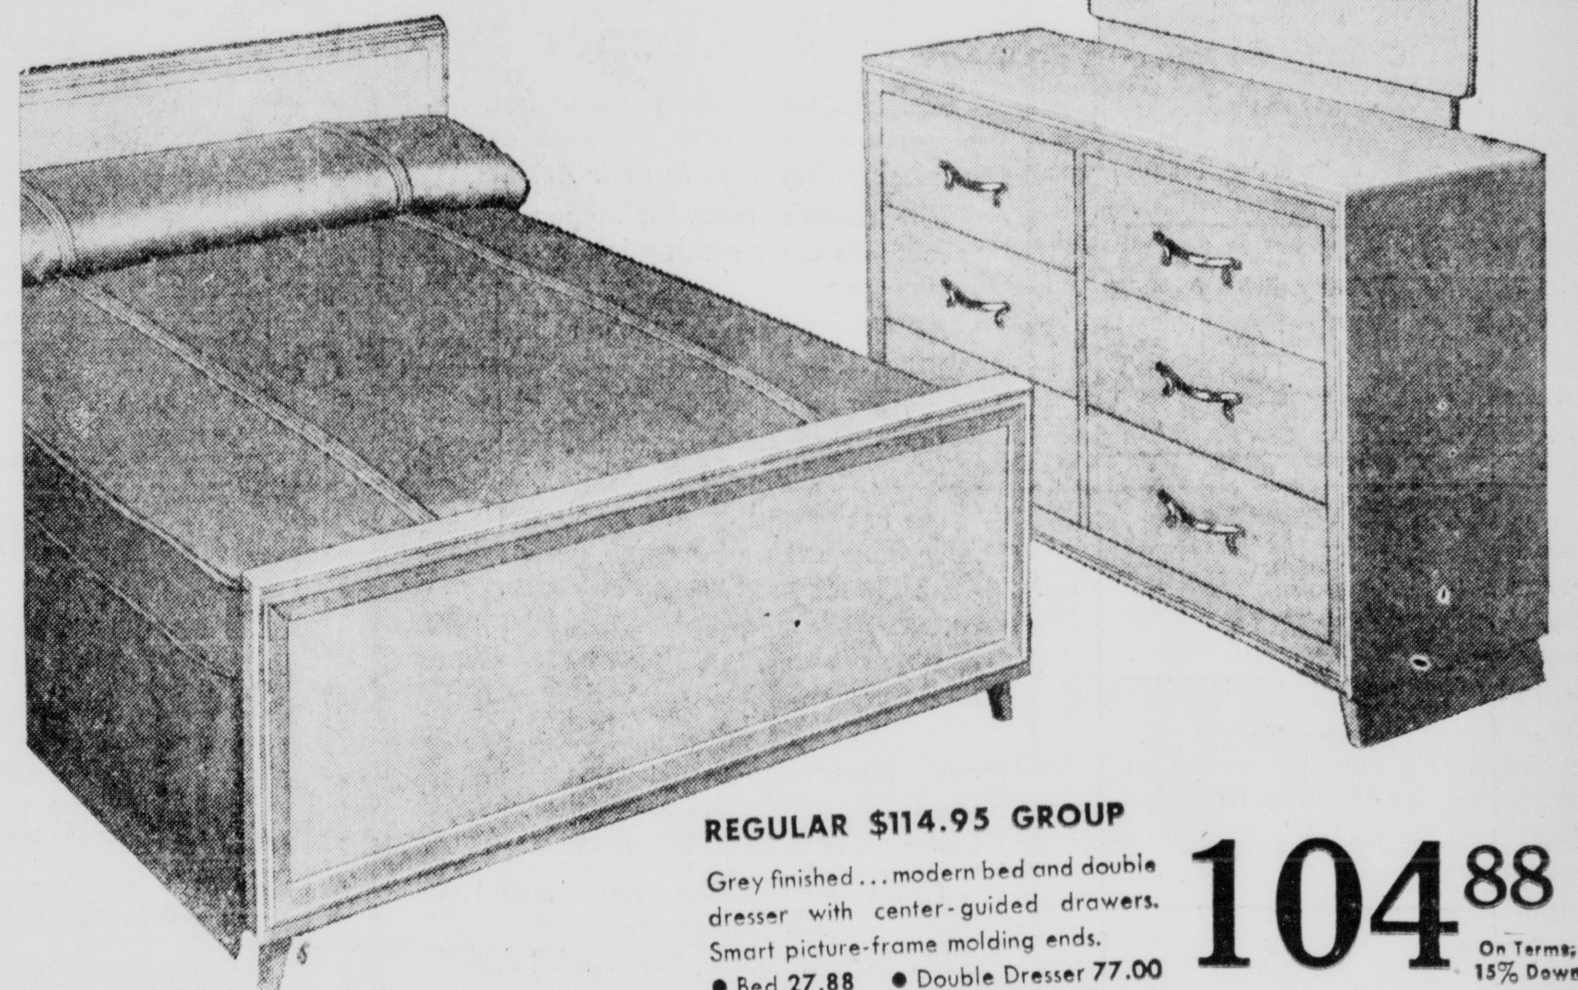 REGULAR $114.95 GROUP
Grey finished...modern bed and double
dresser with center-guided drawers.
Smart picture-frame molding ends.
● Bed 27.88 ● Double Dresser 77.00
104 88
On Terms;
15% Down